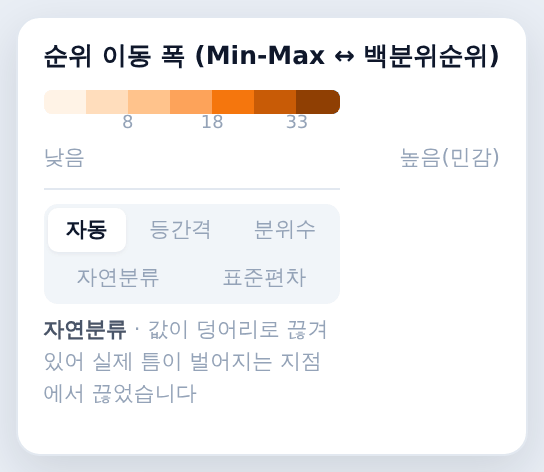 순위 이동 폭 (Min-Max ↔ 백분위순위)
8 18 33
낮음 높음(민감)
자동 등간격 분위수
자연분류 표준편차
자연분류 · 값이 덩어리로 끊겨
있어 실제 틈이 벌어지는 지점
에서 끊었습니다